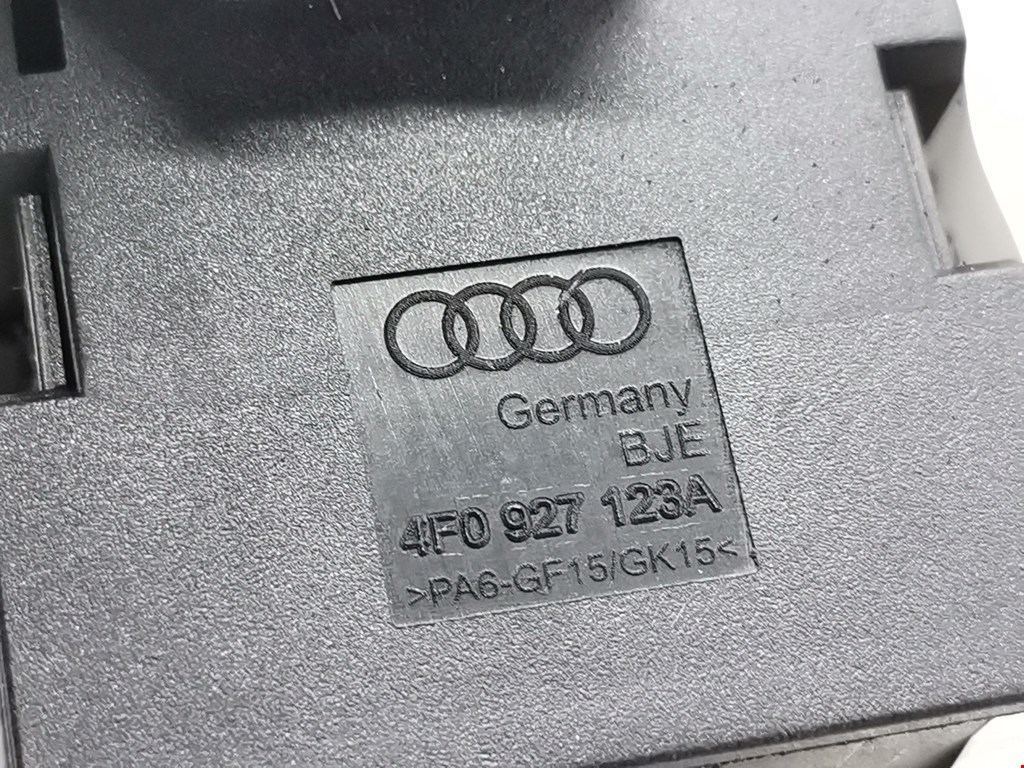 Germany
BJE
4F0 927 123A
>PA6-GF15/GK15<